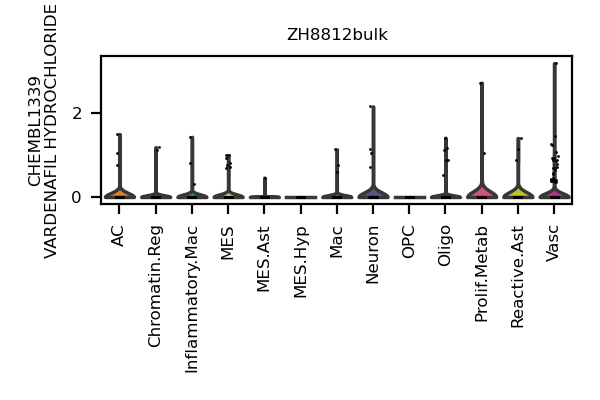 ZH8812bulk
CHEMBL1339
VARDENAFIL HYDROCHLORIDE
2
0
AC
Chromatin.Reg
Inflammatory.Mac
MES
MES.Ast
MES.Hyp
Mac
Neuron
OPC
Oligo
Prolif.Metab
Reactive.Ast
Vasc